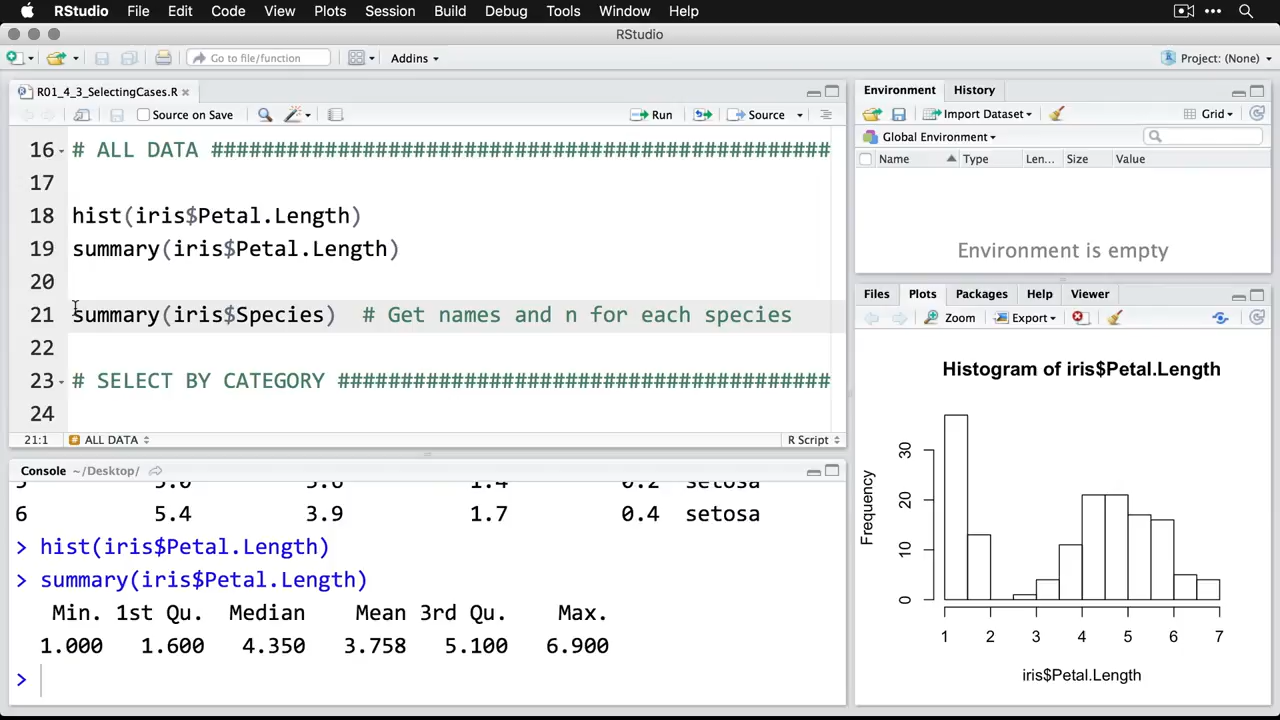 RStudio File Edit Code View Plots Session Build Debug Tools Window Help
RStudio
Go to file/function Addins Project: (None)
R01_4_3_SelectingCases.R
Source on Save Run Source
16 # ALL DATA #################################################
17
18 hist(iris$Petal.Length)
19 summary(iris$Petal.Length)
20
21 summary(iris$Species)  # Get names and n for each species
22
23 # SELECT BY CATEGORY #######################################
24
21:1 ALL DATA R Script
Console ~/Desktop/
6 5.4 3.9 1.7 0.4 setosa
> hist(iris$Petal.Length)
> summary(iris$Petal.Length)
Min. 1st Qu. Median Mean 3rd Qu. Max.
1.000 1.600 4.350 3.758 5.100 6.900
>
Environment History
Import Dataset Grid
Global Environment
Name Type Len... Size Value
Environment is empty
Files Plots Packages Help Viewer
Zoom Export
Histogram of iris$Petal.Length
Frequency
0 10 20 30
1 2 3 4 5 6 7
iris$Petal.Length